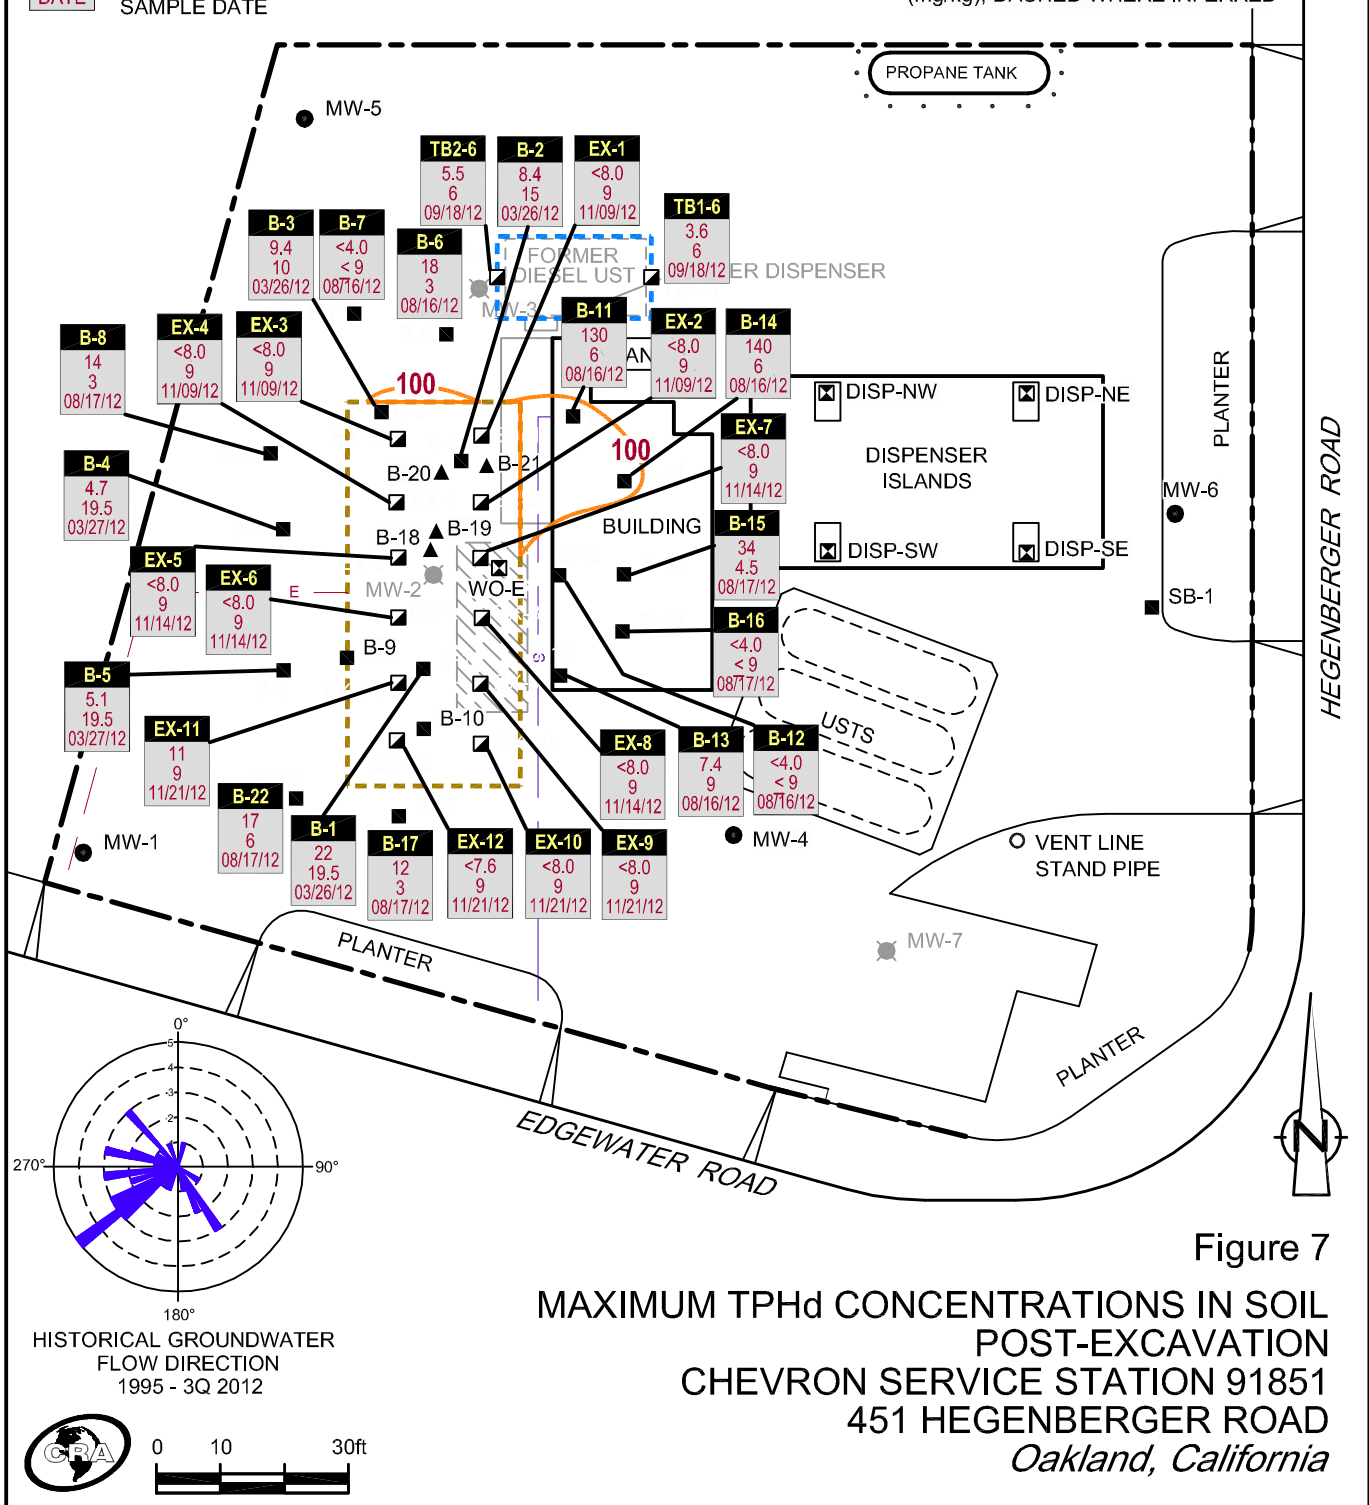 DATE
SAMPLE DATE
(mg/kg), DASHED WHERE INFERRED
PROPANE TANK
MW-5
TB2-6
5.5
6
09/18/12
B-2
8.4
15
03/26/12
EX-1
<8.0
9
11/09/12
TB1-6
3.6
6
09/18/12
B-3
9.4
10
03/26/12
B-7
<4.0
<9
08/16/12
B-6
18
3
08/16/12
FORMER
DIESEL UST
ER DISPENSER
MW-3
B-8
14
3
08/17/12
EX-4
<8.0
9
11/09/12
EX-3
<8.0
9
11/09/12
B-11
130
6
08/16/12
AN
EX-2
<8.0
9
11/09/12
B-14
140
6
08/16/12
100
100
DISP-NW
DISP-NE
DISPENSER
ISLANDS
DISP-SW
DISP-SE
PLANTER
HEGENBERGER ROAD
MW-6
SB-1
B-4
4.7
19.5
03/27/12
B-20
B-21
EX-7
<8.0
9
11/14/12
BUILDING
B-18
B-19
MW-2
WO-E
E
S
EX-5
<8.0
9
11/14/12
EX-6
<8.0
9
11/14/12
B-15
34
4.5
08/17/12
B-16
<4.0
<9
08/17/12
B-9
B-5
5.1
19.5
03/27/12
B-10
USTS
EX-11
11
9
11/21/12
EX-8
<8.0
9
11/14/12
B-13
7.4
9
08/16/12
B-12
<4.0
<9
08/16/12
B-22
17
6
08/17/12
B-1
22
19.5
03/26/12
B-17
12
3
08/17/12
EX-12
<7.6
9
11/21/12
EX-10
<8.0
9
11/21/12
EX-9
<8.0
9
11/21/12
MW-1
MW-4
VENT LINE
STAND PIPE
MW-7
PLANTER
PLANTER
EDGEWATER ROAD
0°
5
4
3
2
1
270°
90°
180°
HISTORICAL GROUNDWATER
FLOW DIRECTION
1995 - 3Q 2012
N
CRA
0 10 30ft
Figure 7
MAXIMUM TPHd CONCENTRATIONS IN SOIL
POST-EXCAVATION
CHEVRON SERVICE STATION 91851
451 HEGENBERGER ROAD
Oakland, California